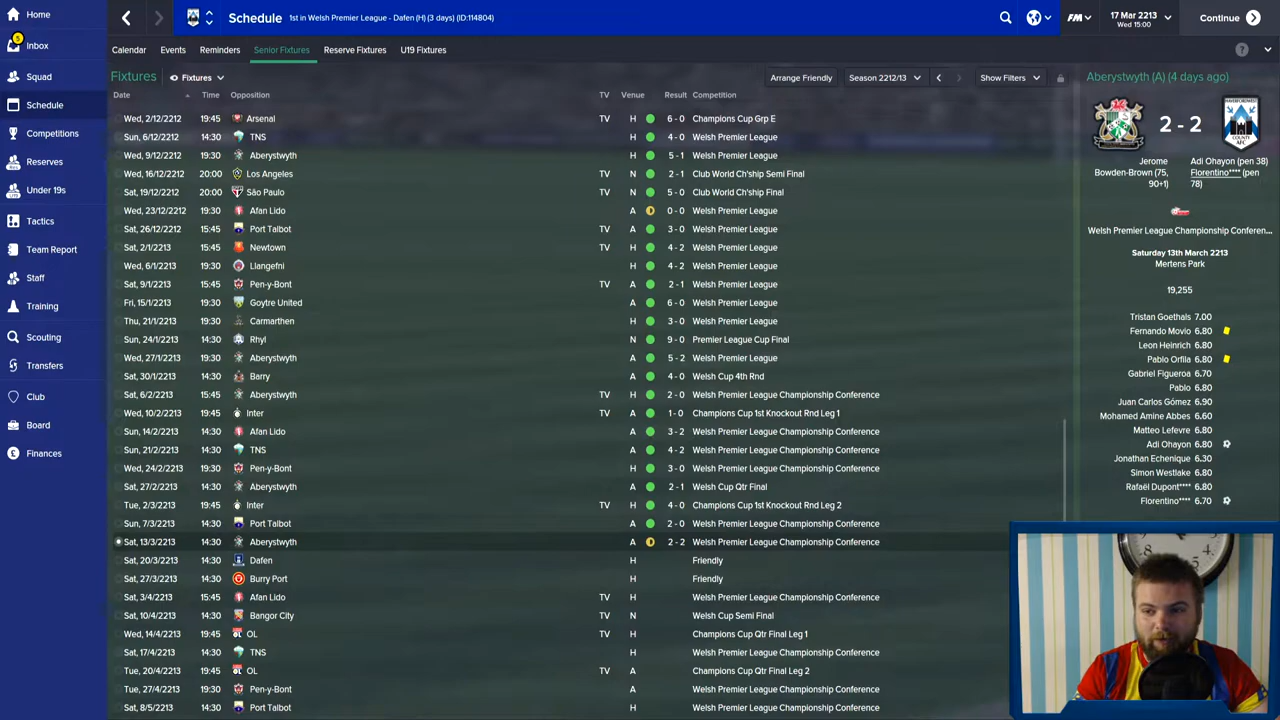 Home
5
Inbox
Squad
Schedule
Competitions
Reserves
Under 19s
Tactics
Team Report
Staff
Training
Scouting
Transfers
Club
Board
Finances
Schedule 1st in Welsh Premier League - Dafen (H) (3 days) (ID:114804)
FM
17 Mar 2213
Wed 15:00
Continue
Calendar Events Reminders Senior Fixtures Reserve Fixtures U19 Fixtures
?
Fixtures Fixtures Arrange Friendly Season 2212/13 Show Filters
Date Time Opposition TV Venue Result Competition
Wed, 2/12/2212 19:45 Arsenal TV H 6 - 0 Champions Cup Grp E
Sun, 6/12/2212 14:30 TNS H 4 - 0 Welsh Premier League
Wed, 9/12/2212 19:30 Aberystwyth H 5 - 1 Welsh Premier League
Wed, 16/12/2212 20:00 Los Angeles TV N 2 - 1 Club World Ch'ship Semi Final
Sat, 19/12/2212 20:00 São Paulo TV N 5 - 0 Club World Ch'ship Final
Wed, 23/12/2212 19:30 Afan Lido A 0 - 0 Welsh Premier League
Sat, 26/12/2212 15:45 Port Talbot TV A 3 - 0 Welsh Premier League
Sat, 2/1/2213 15:45 Newtown TV H 4 - 2 Welsh Premier League
Wed, 6/1/2213 19:30 Llangefni H 4 - 2 Welsh Premier League
Sat, 9/1/2213 15:45 Pen-y-Bont TV A 2 - 1 Welsh Premier League
Fri, 15/1/2213 19:30 Goytre United A 6 - 0 Welsh Premier League
Thu, 21/1/2213 19:30 Carmarthen H 3 - 0 Welsh Premier League
Sun, 24/1/2213 14:30 Rhyl N 9 - 0 Premier League Cup Final
Wed, 27/1/2213 19:30 Aberystwyth A 5 - 2 Welsh Premier League
Sat, 30/1/2213 14:30 Barry A 4 - 0 Welsh Cup 4th Rnd
Sat, 6/2/2213 15:45 Aberystwyth TV H 2 - 0 Welsh Premier League Championship Conference
Wed, 10/2/2213 19:45 Inter TV A 1 - 0 Champions Cup 1st Knockout Rnd Leg 1
Sun, 14/2/2213 14:30 Afan Lido A 3 - 2 Welsh Premier League Championship Conference
Sun, 21/2/2213 14:30 TNS A 4 - 2 Welsh Premier League Championship Conference
Wed, 24/2/2213 19:30 Pen-y-Bont H 3 - 0 Welsh Premier League Championship Conference
Sat, 27/2/2213 14:30 Aberystwyth A 2 - 1 Welsh Cup Qtr Final
Tue, 2/3/2213 19:45 Inter TV H 4 - 0 Champions Cup 1st Knockout Rnd Leg 2
Sun, 7/3/2213 14:30 Port Talbot A 2 - 0 Welsh Premier League Championship Conference
Sat, 13/3/2213 14:30 Aberystwyth A 2 - 2 Welsh Premier League Championship Conference
Sat, 20/3/2213 14:30 Dafen H Friendly
Sat, 27/3/2213 14:30 Burry Port H Friendly
Sat, 3/4/2213 15:45 Afan Lido TV H Welsh Premier League Championship Conference
Sat, 10/4/2213 14:30 Bangor City TV N Welsh Cup Semi Final
Wed, 14/4/2213 19:45 OL TV H Champions Cup Qtr Final Leg 1
Sat, 17/4/2213 14:30 TNS H Welsh Premier League Championship Conference
Tue, 20/4/2213 19:45 OL TV A Champions Cup Qtr Final Leg 2
Tue, 27/4/2213 19:30 Pen-y-Bont A Welsh Premier League Championship Conference
Sat, 8/5/2213 14:30 Port Talbot H Welsh Premier League Championship Conference
Aberystwyth (A) (4 days ago)
2 - 2
Jerome
Bowden-Brown (75,
90+1)
Adi Ohayon (pen 38)
Florentino**** (pen
78)
Welsh Premier League Championship Conferen...
Saturday 13th March 2213
Mertens Park
19,255
Tristan Goethals 7.00
Fernando Movio 6.80
Leon Heinrich 6.80
Pablo Orfila 6.80
Gabriel Figueroa 6.70
Pablo 6.80
Juan Carlos Gómez 6.90
Mohamed Amine Abbes 6.60
Matteo Lefevre 6.80
Adi Ohayon 6.80
Jonathan Echenique 6.30
Simon Westlake 6.80
Rafaël Dupont**** 6.80
Florentino**** 6.70